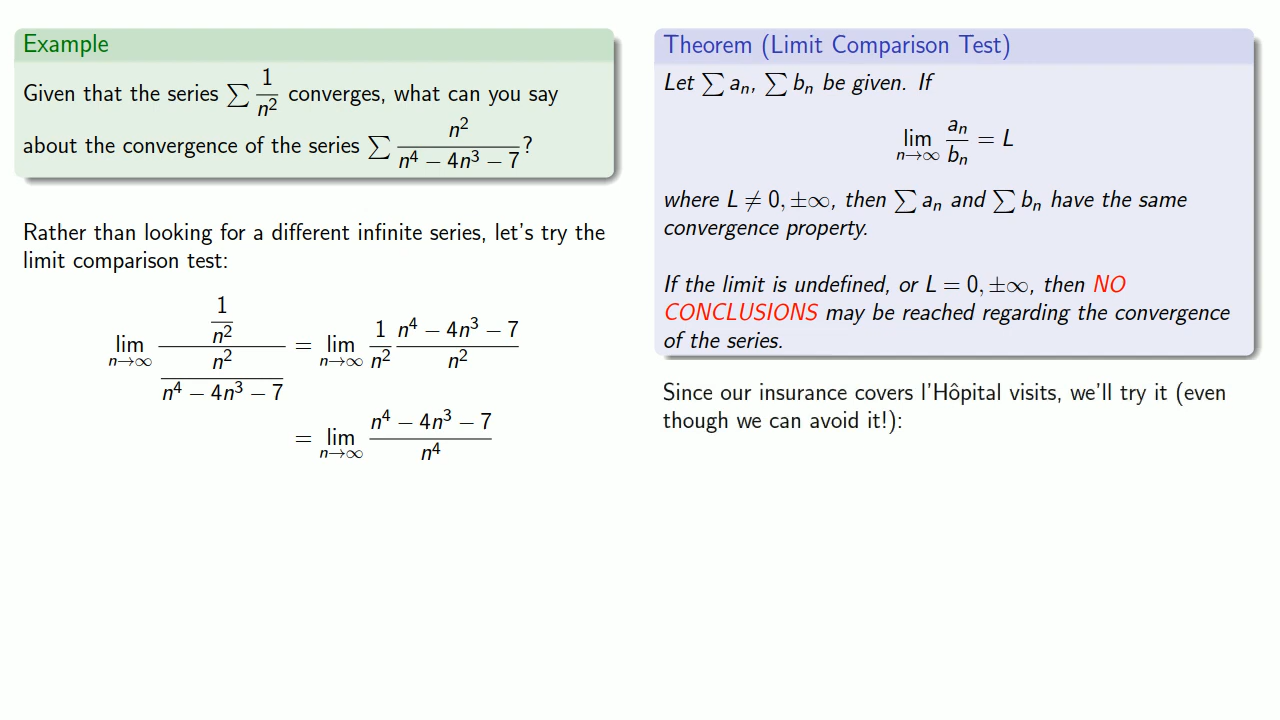 Example
Given that the series ∑ 1/n² converges, what can you say
about the convergence of the series ∑ n²/(n⁴ − 4n³ − 7)?
Rather than looking for a different infinite series, let's try the
limit comparison test:
lim n→∞ (1/n²)/(n²/(n⁴ − 4n³ − 7)) = lim n→∞ (1/n²) (n⁴ − 4n³ − 7)/n²
= lim n→∞ (n⁴ − 4n³ − 7)/n⁴
Theorem (Limit Comparison Test)
Let ∑ aₙ, ∑ bₙ be given. If
lim n→∞ aₙ/bₙ = L
where L ≠ 0, ±∞, then ∑ aₙ and ∑ bₙ have the same
convergence property.
If the limit is undefined, or L = 0, ±∞, then NO
CONCLUSIONS may be reached regarding the convergence
of the series.
Since our insurance covers l'Hôpital visits, we'll try it (even
though we can avoid it!):